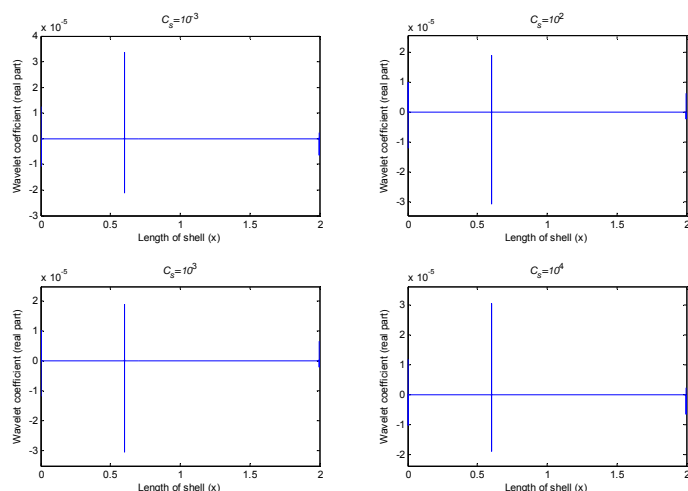 C_s=10^-3
x 10^-5
Wavelet coefficient (real part)
4
3
2
1
0
-1
-2
-3
0 0.5 1 1.5 2
Length of shell (x)
C_s=10^2
x 10^-5
Wavelet coefficient (real part)
2
1
0
-1
-2
-3
0 0.5 1 1.5 2
Length of shell (x)
C_s=10^3
x 10^-5
Wavelet coefficient (real part)
2
1
0
-1
-2
-3
0 0.5 1 1.5 2
Length of shell (x)
C_s=10^4
x 10^-5
Wavelet coefficient (real part)
3
2
1
0
-1
-2
0 0.5 1 1.5 2
Length of shell (x)